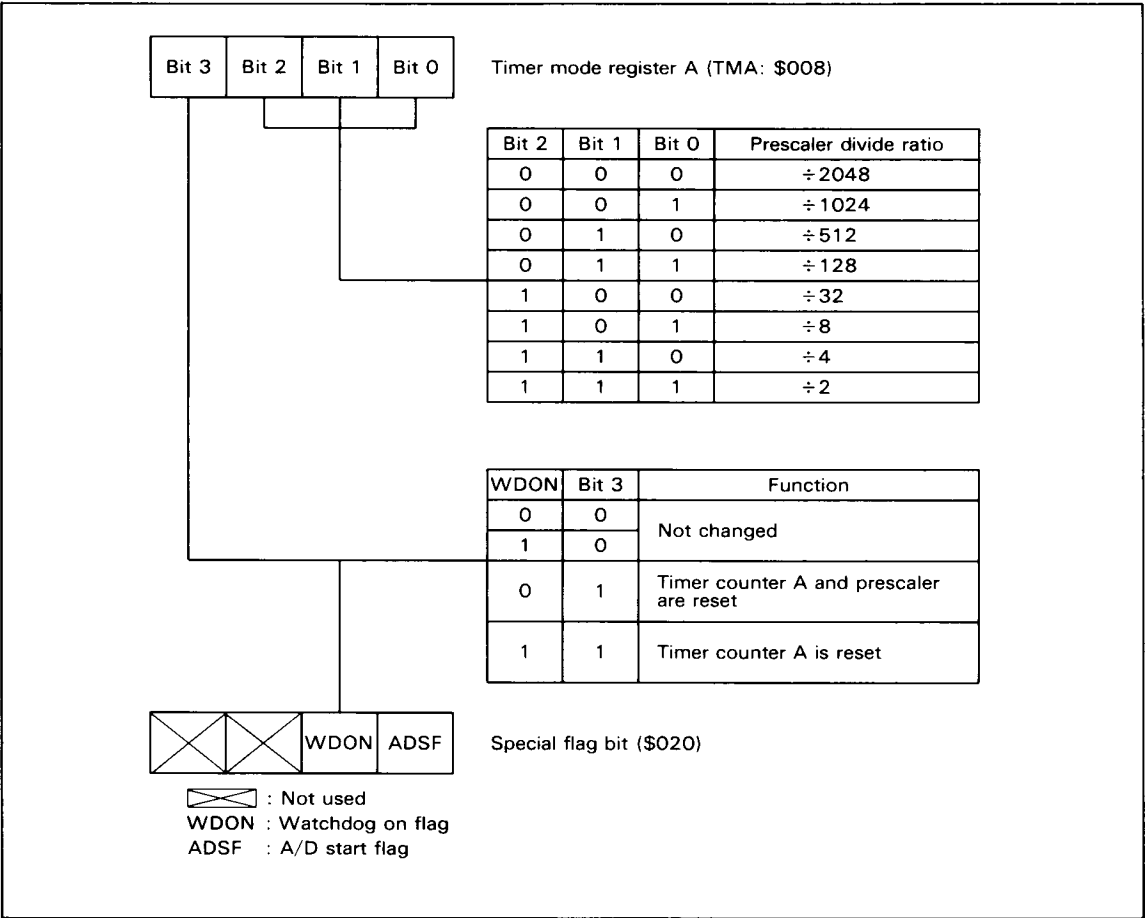 Bit 3 Bit 2 Bit 1 Bit 0
Timer mode register A (TMA: $008)
Bit 2 Bit 1 Bit 0 Prescaler divide ratio
0 0 0 ÷2048
0 0 1 ÷1024
0 1 0 ÷512
0 1 1 ÷128
1 0 0 ÷32
1 0 1 ÷8
1 1 0 ÷4
1 1 1 ÷2
WDON Bit 3 Function
0 0
Not changed
1 0
0 1 Timer counter A and prescaler
are reset
1 1 Timer counter A is reset
WDON ADSF
Special flag bit ($020)
: Not used
WDON : Watchdog on flag
ADSF : A/D start flag